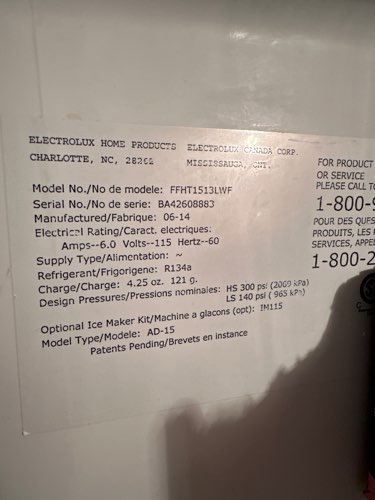 ELECTROLUX HOME PRODUCTS ELECTROLUX CANADA CORP.
CHARLOTTE, NC, 28262 MISSISSAUGA, ONT.
FOR PRODUCT
OR SERVICE
PLEASE CALL T
1-800-9
POUR DES QUES
PRODUITS, LES
SERVICES, APPEL
1-800-2
Model No./No de modele: FFHT1513LWF
Serial No./No de serie: BA42608883
Manufactured/Fabrique: 06-14
Electrical Rating/Caract. electriques:
Amps--6.0 Volts--115 Hertz--60
Supply Type/Alimentation: ~
Refrigerant/Frigorigene: R134a
Charge/Charge: 4.25 oz. 121 g.
Design Pressures/Pressions nominales: HS 300 psi (2069 kPa)
LS 140 psi ( 965 kPa)
Optional Ice Maker Kit/Machine a glacons (opt): IM115
Model Type/Modele: AD-15
Patents Pending/Brevets en instance